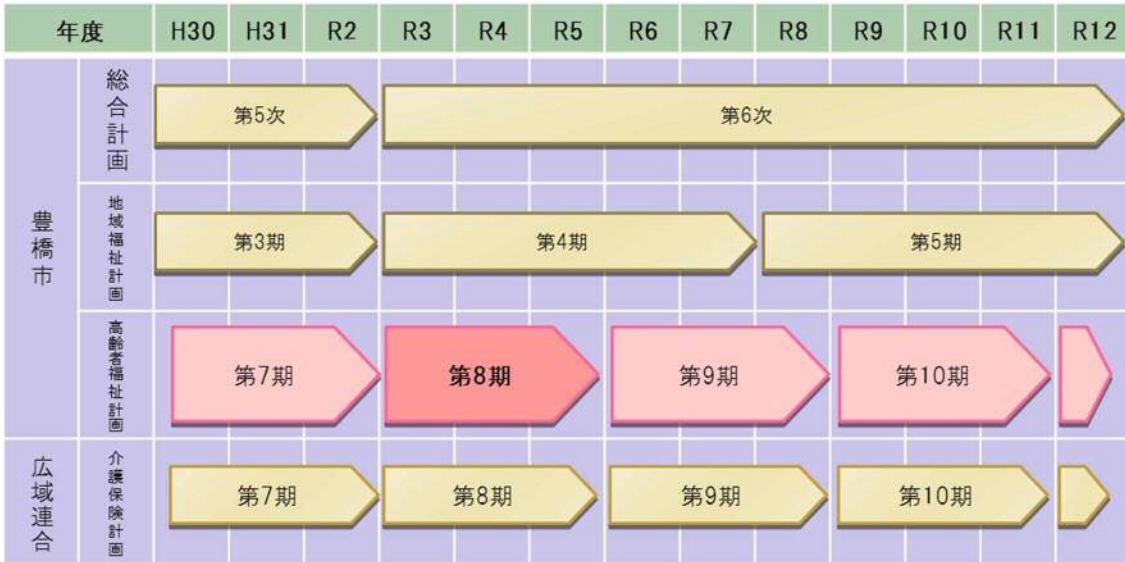 年度 H30 H31 R2 R3 R4 R5 R6 R7 R8 R9 R10 R11 R12
豊橋市
総合計画
第5次 第6次
地域福祉計画
第3期 第4期 第5期
高齢者福祉計画
第7期 第8期 第9期 第10期
広域連合
介護保険計画
第7期 第8期 第9期 第10期